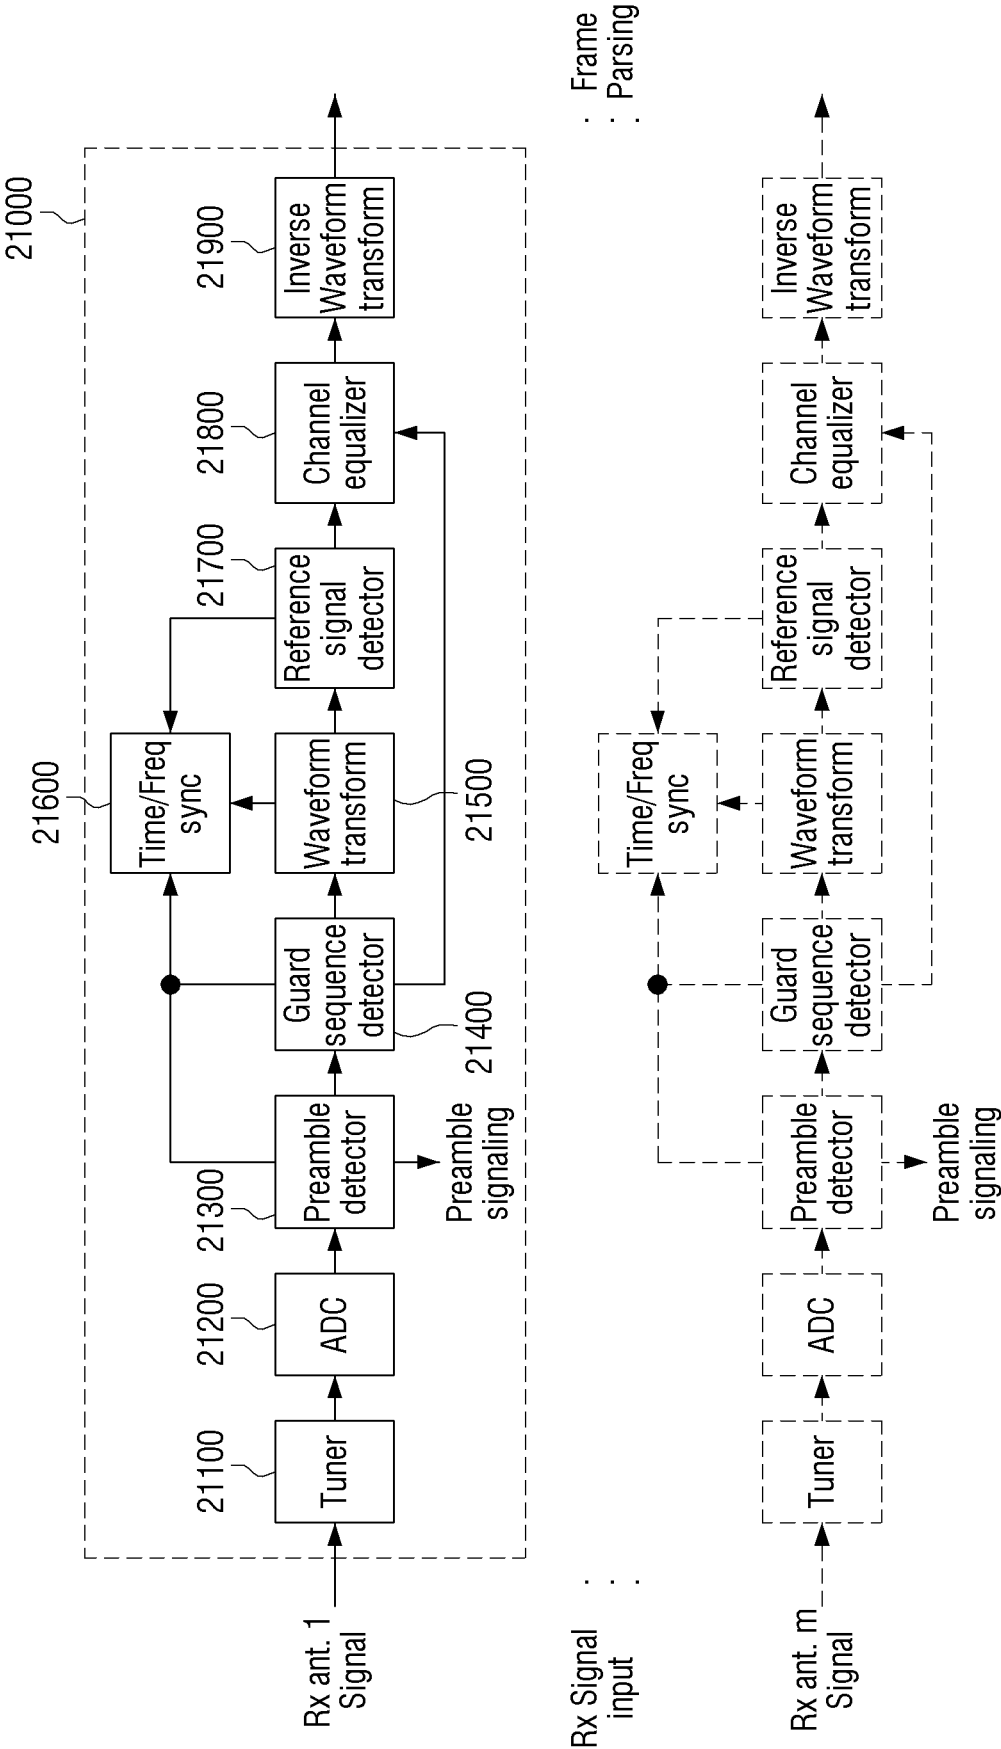 21000
21100
21200
21300
21600
21700
21800
21900
Time/Freq
sync
Rx ant. 1
Signal
Tuner
ADC
Preamble
detector
Guard
sequence
detector
Waveform
transform
Reference
signal
detector
Channel
equalizer
Inverse
Waveform
transform
Preamble
signaling
21400
21500
Rx Signal
input
. . .
. . .
Frame
Parsing
Time/Freq
sync
Rx ant. m
Signal
Tuner
ADC
Preamble
detector
Guard
sequence
detector
Waveform
transform
Reference
signal
detector
Channel
equalizer
Inverse
Waveform
transform
Preamble
signaling